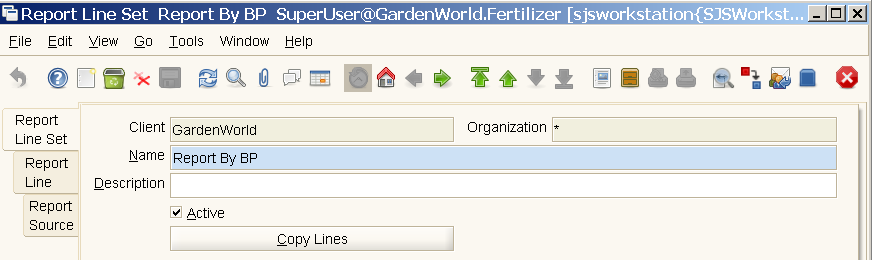 Report Line Set  Report By BP  SuperUser@GardenWorld.Fertilizer [sjsworkstation{SJSWorkst...
File Edit View Go Tools Window Help
Report
Line Set
Report
Line
Report
Source
Client GardenWorld Organization *
Name Report By BP
Description
Active
Copy Lines